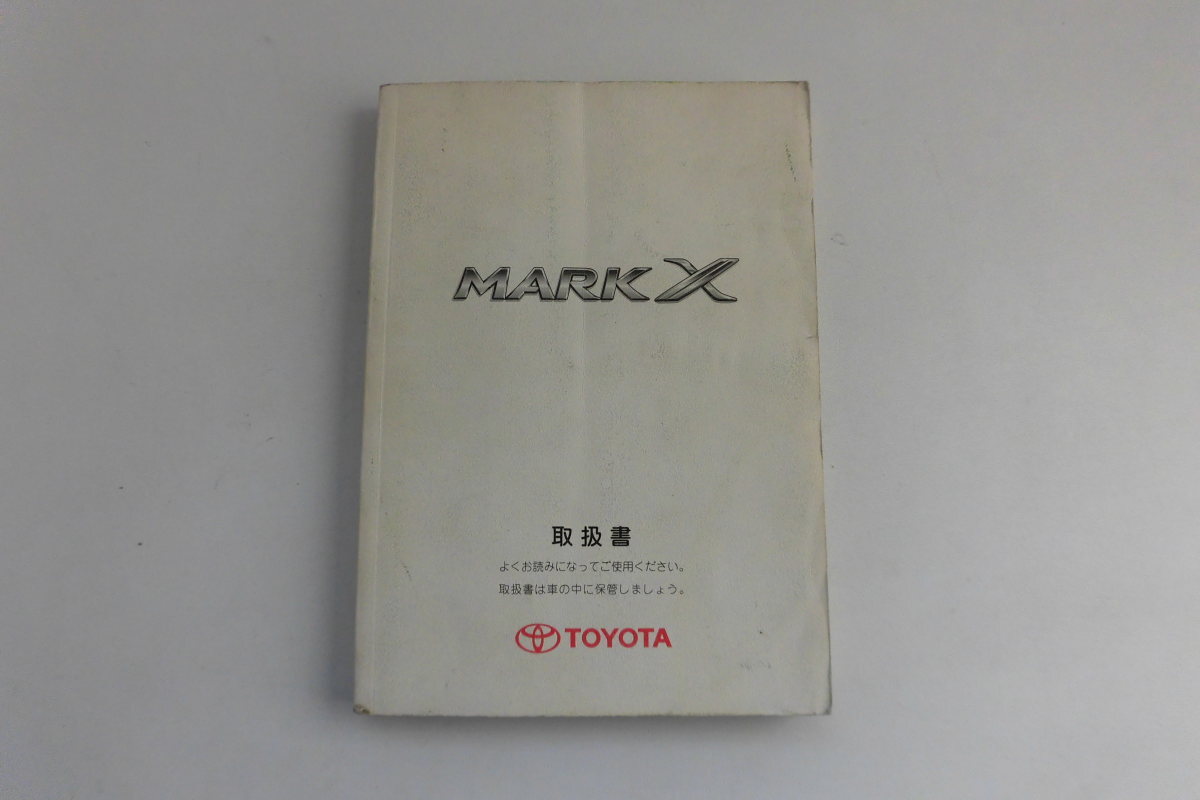 MARK X
取扱書
よくお読みになってご使用ください。
取扱書は車の中に保管しましょう。
TOYOTA